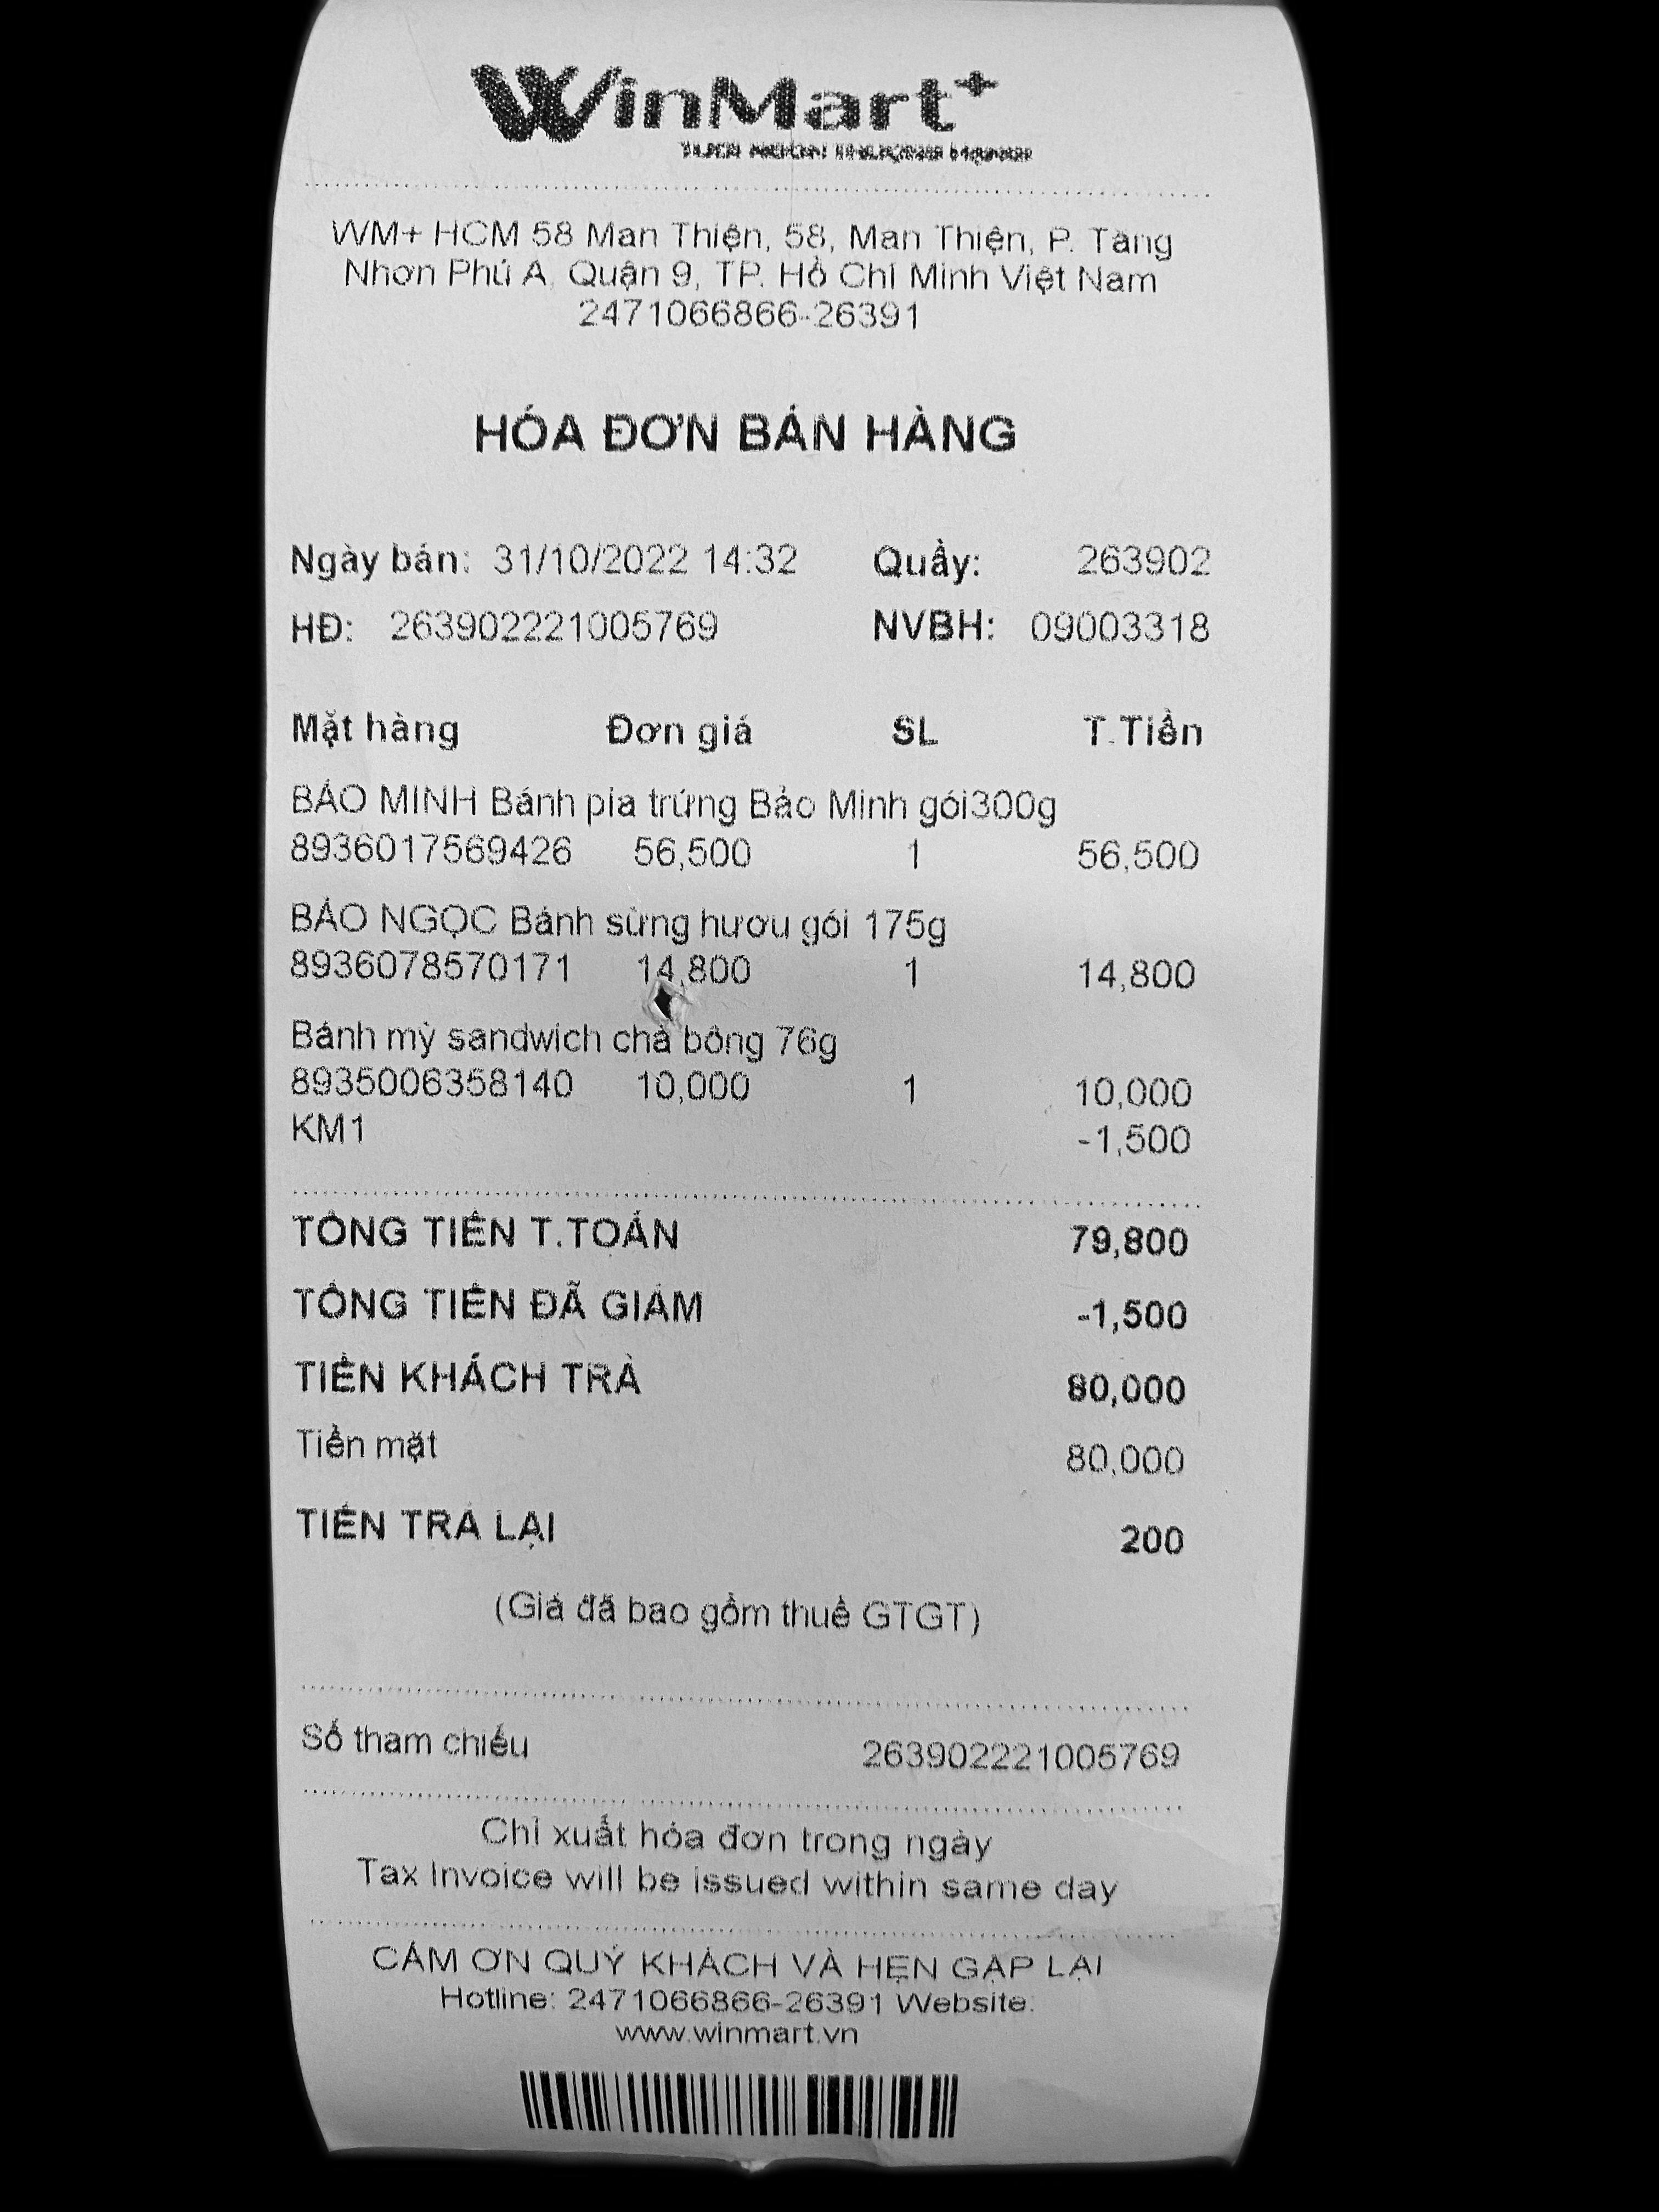 WinMart+
WM+ HCM 58 Man Thiện, 58, Man Thiện, P. Tăng
Nhơn Phú A, Quận 9, TP. Hồ Chí Minh Việt Nam
2471066866-26391
HÓA ĐƠN BÁN HÀNG
Ngày bán: 31/10/2022 14:32 Quầy: 263902
HĐ: 263902221005769 NVBH: 09003318
Mặt hàng Đơn giá SL T.Tiền
BẢO MINH Bánh pía trứng Bảo Minh gói300g
8936017569426 56,500 1 56,500
BẢO NGỌC Bánh sừng hươu gói 175g
8936078570171 14,800 1 14,800
Bánh mỳ sandwich chà bông 76g
8935006358140 10,000 1 10,000
KM1 -1,500
TỔNG TIỀN T.TOÁN 79,800
TỔNG TIỀN ĐÃ GIẢM -1,500
TIỀN KHÁCH TRẢ 80,000
Tiền mặt 80,000
TIỀN TRẢ LẠI 200
(Giá đã bao gồm thuế GTGT)
Số tham chiếu 263902221005769
Chỉ xuất hóa đơn trong ngày
Tax Invoice will be issued within same day
CẢM ƠN QUÝ KHÁCH VÀ HẸN GẶP LẠI
Hotline: 2471066866-26391 Website:
www.winmart.vn